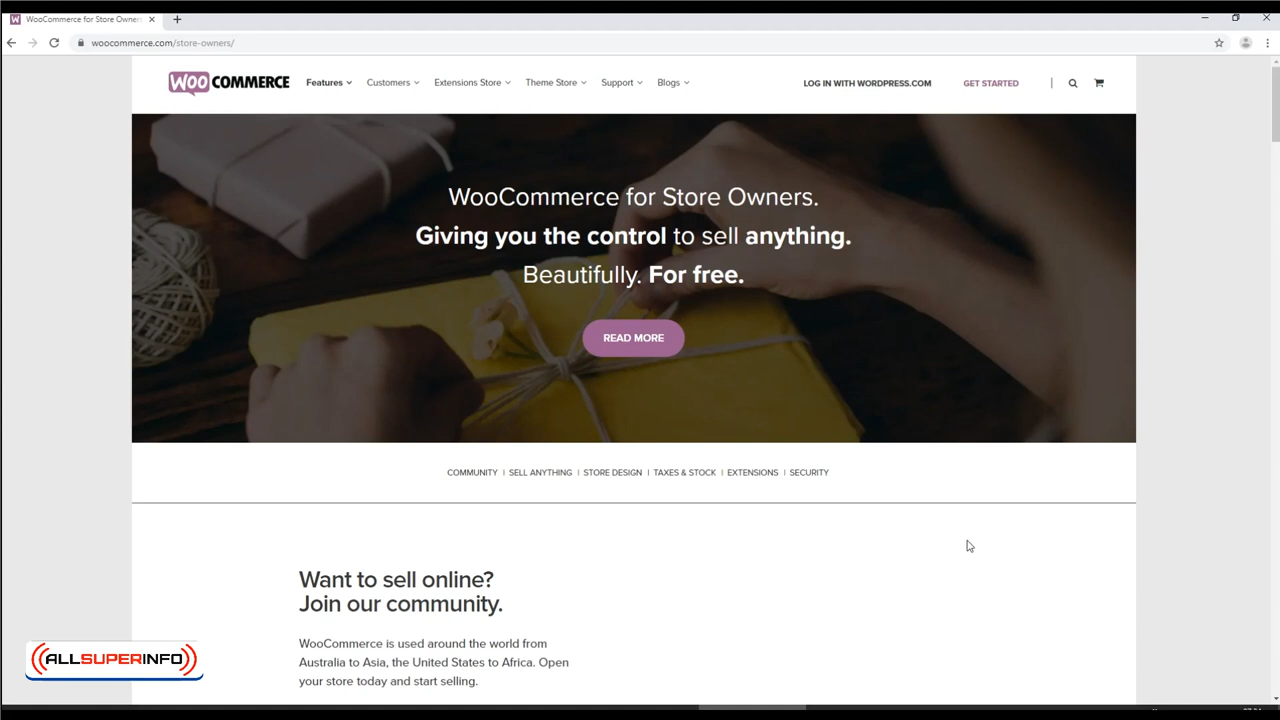 WooCommerce for Store Owners
woocommerce.com/store-owners/
WOOCOMMERCE
Features
Customers
Extensions Store
Theme Store
Support
Blogs
LOG IN WITH WORDPRESS.COM
GET STARTED
WooCommerce for Store Owners.
Giving you the control to sell anything.
Beautifully. For free.
READ MORE
COMMUNITY | SELL ANYTHING | STORE DESIGN | TAXES & STOCK | EXTENSIONS | SECURITY
Want to sell online?
Join our community.
WooCommerce is used around the world from
Australia to Asia, the United States to Africa. Open
your store today and start selling.
ALLSUPERINFO